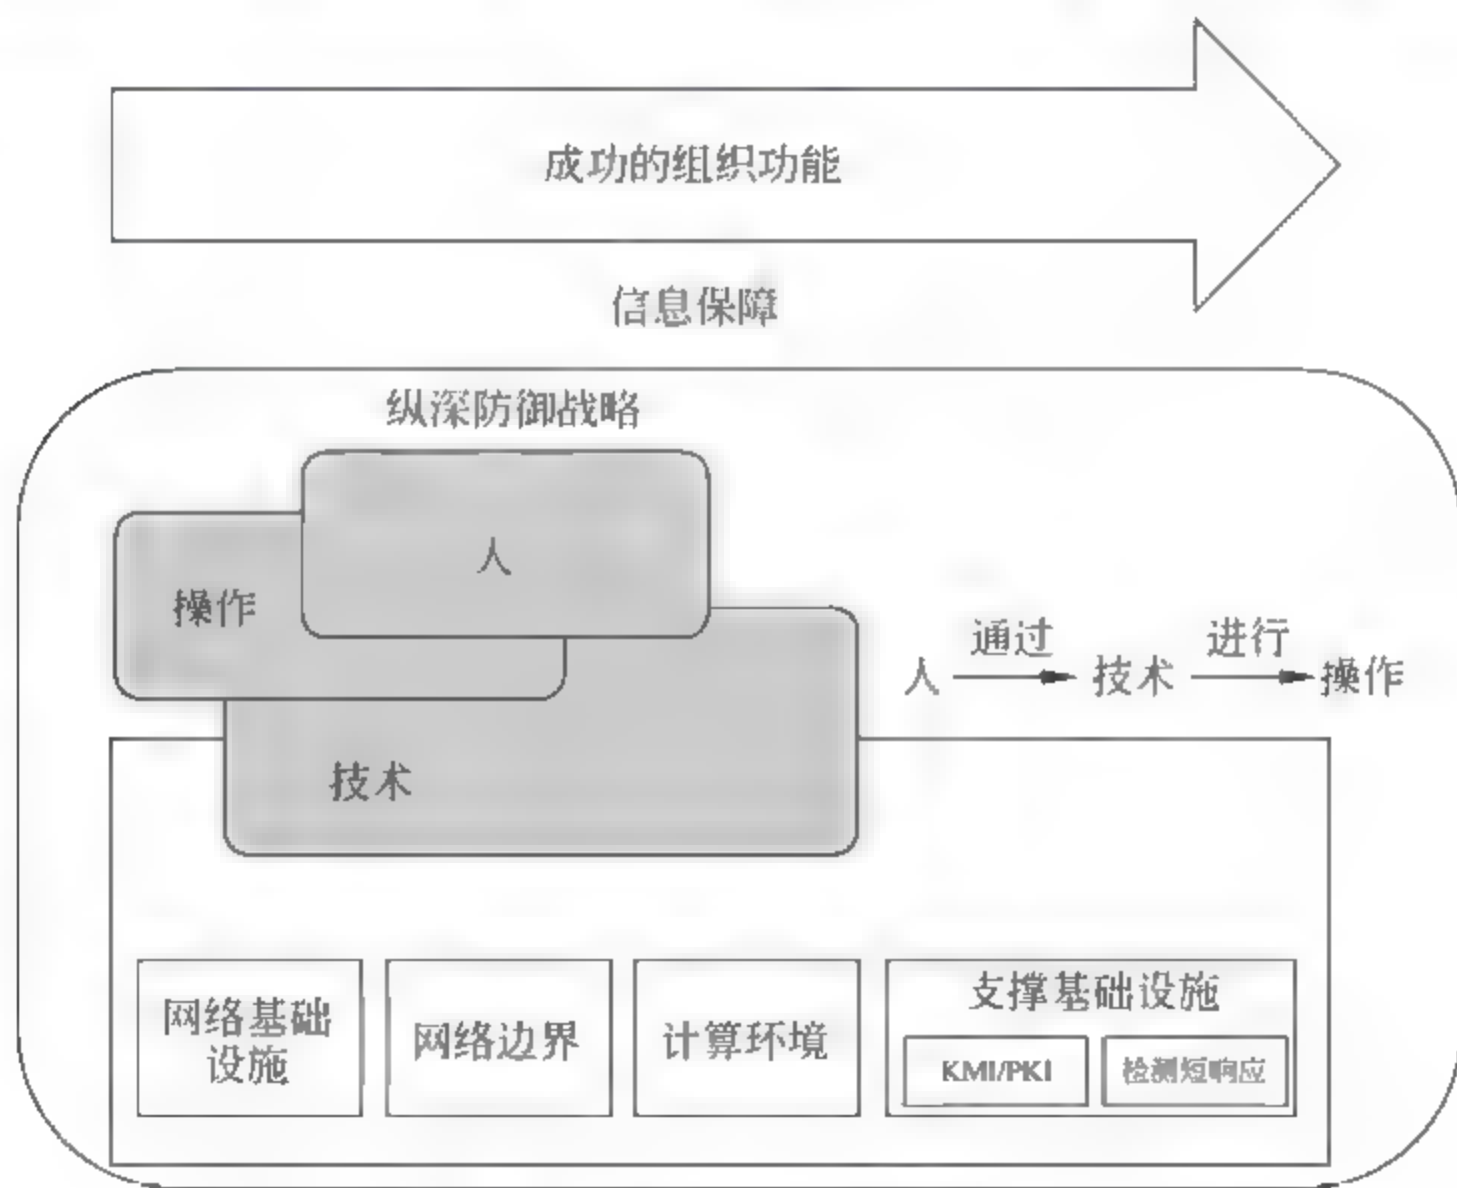 成功的组织功能
信息保障
纵深防御战略
人
操作
技术
人 通过 技术 进行 操作
网络基础
设施
网络边界
计算环境
支撑基础设施
KMI/PKI
检测短响应